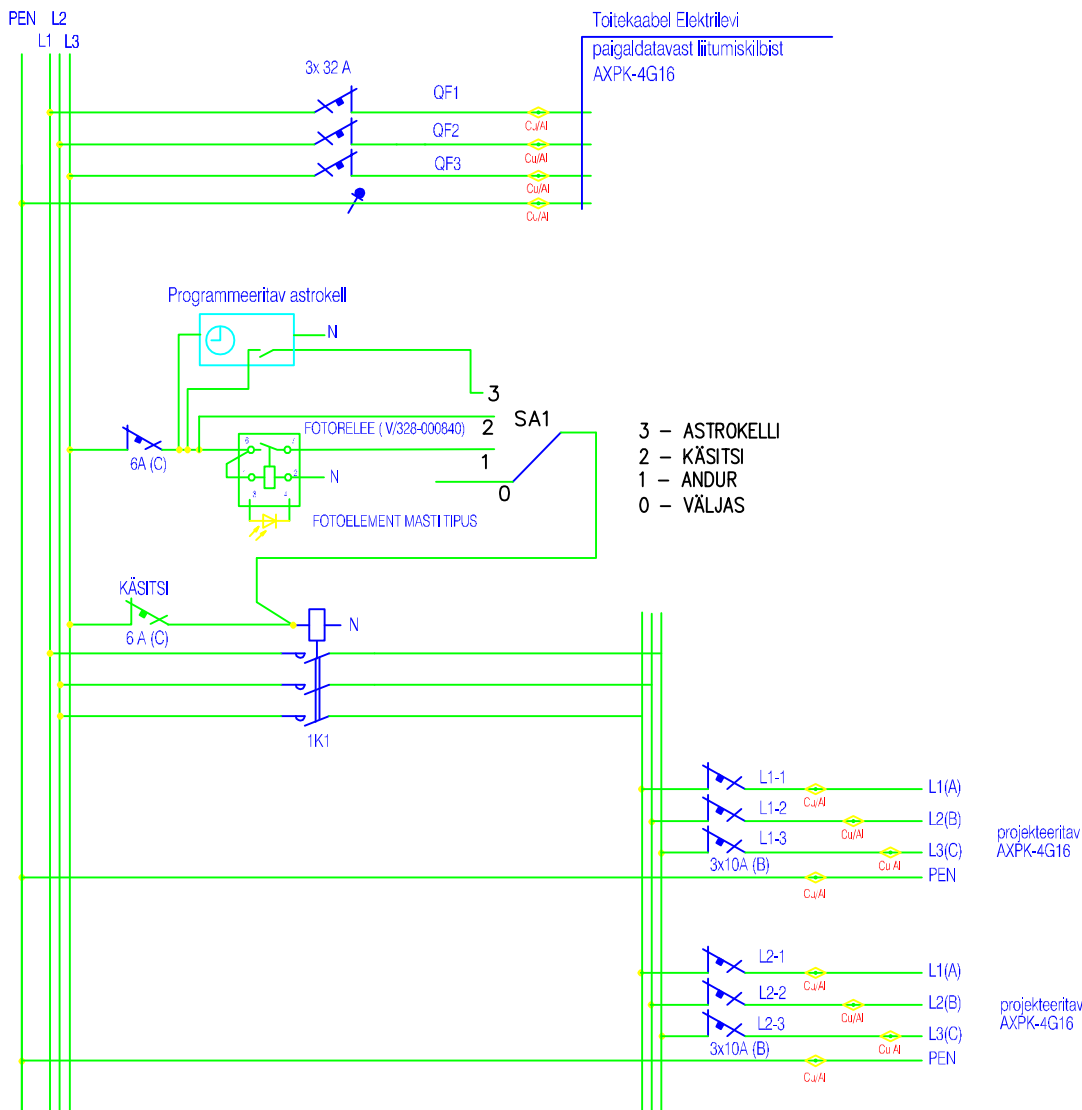 PEN L2
L1 L3
Toitekaabel Elektrilevi
paigaldatavast liitumiskilbist
AXPK-4G16
3x 32 A
QF1
Cu/Al
QF2
Cu/Al
QF3
Cu/Al
Cu/Al
Programmeeritav astrokell
N
3
SA1
FOTORELEE ( V/328-000840)
2
1
0
3 – ASTROKELLI
2 – KÄSITSI
1 – ANDUR
0 – VÄLJAS
6A (C)
N
3 4
FOTOELEMENT MASTI TIPUS
KÄSITSI
6 A (C)
N
1K1
L1-1
L1(A)
Cu/Al
L1-2
L2(B)
Cu/Al
L1-3
L3(C)
Cu Al
3x10A (B)
PEN
Cu/Al
projekteeritav
AXPK-4G16
L2-1
L1(A)
Cu/Al
L2-2
L2(B)
Cu/Al
L2-3
L3(C)
Cu Al
3x10A (B)
PEN
Cu/Al
projekteeritav
AXPK-4G16